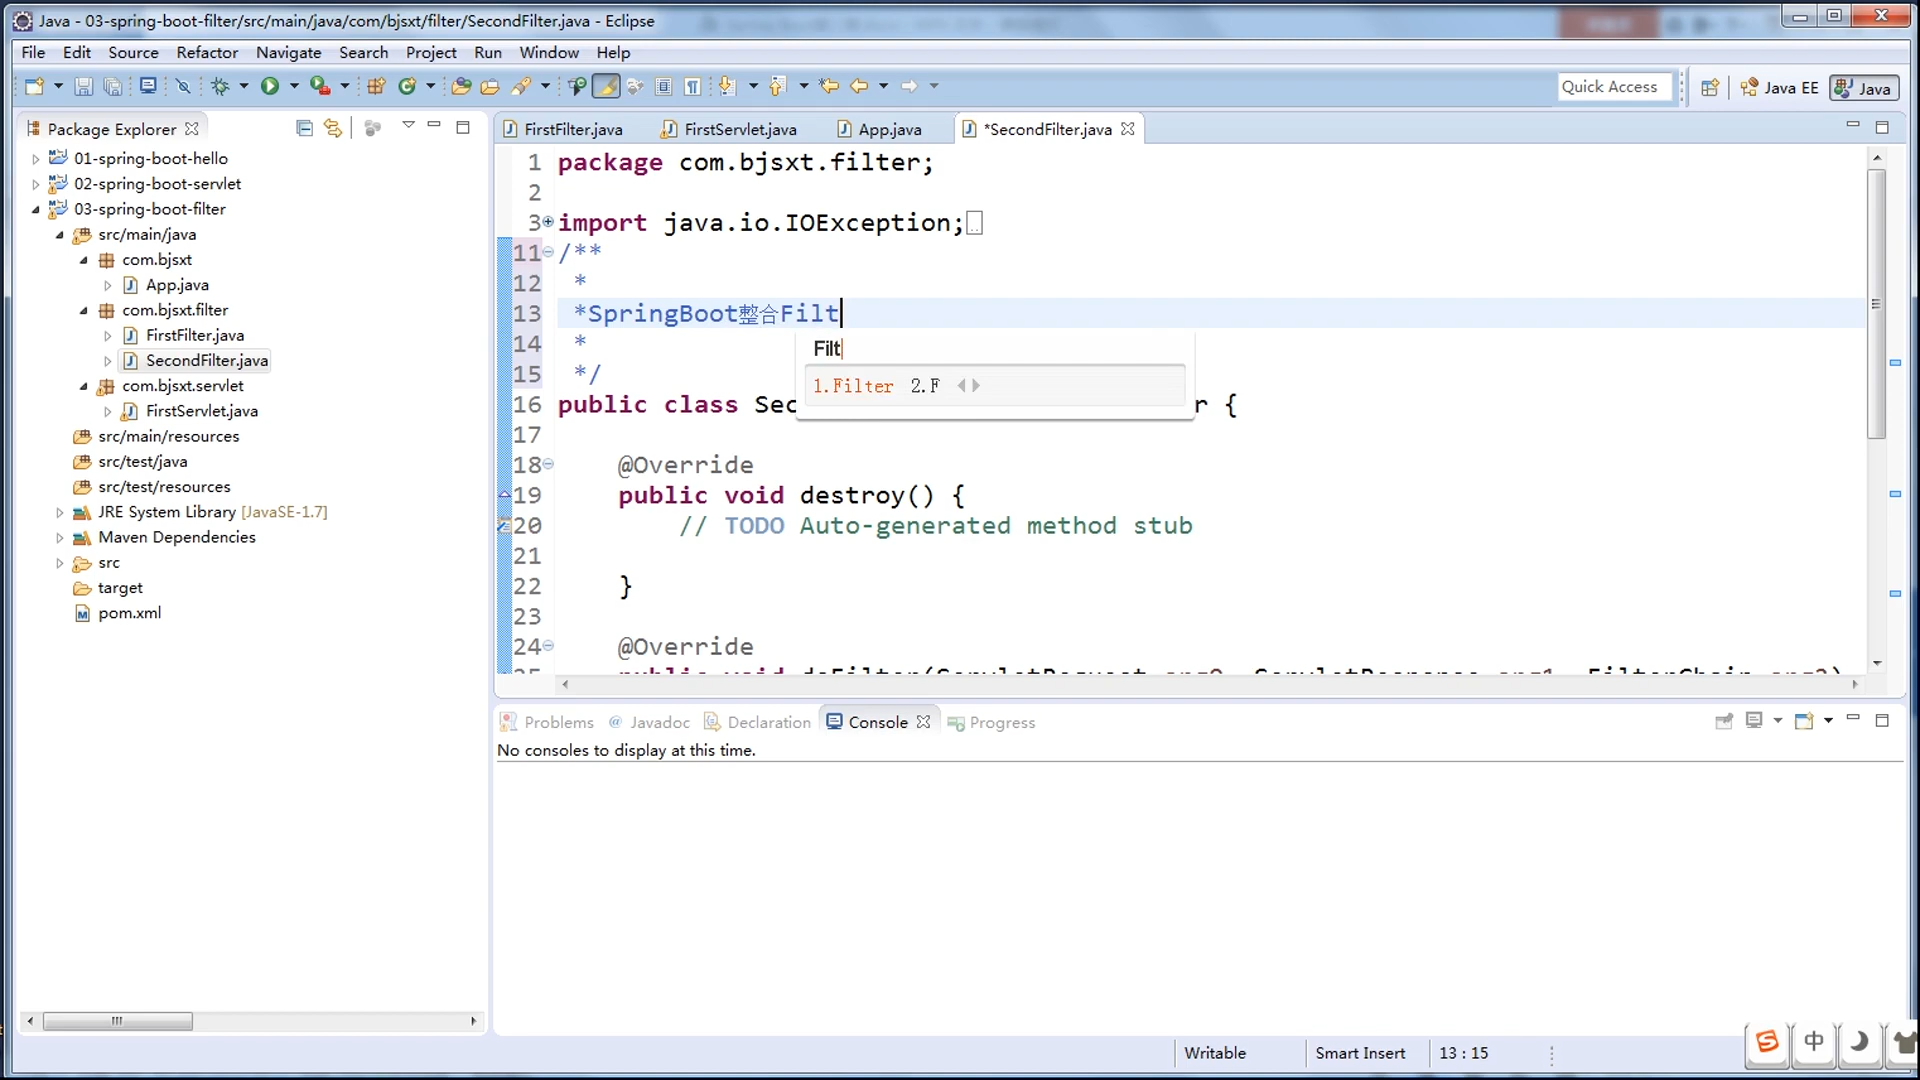 Java - 03-spring-boot-filter/src/main/java/com/bjsxt/filter/SecondFilter.java - Eclipse
File Edit Source Refactor Navigate Search Project Run Window Help
Quick Access Java EE Java
Package Explorer
01-spring-boot-hello
02-spring-boot-servlet
03-spring-boot-filter
src/main/java
com.bjsxt
App.java
com.bjsxt.filter
FirstFilter.java
SecondFilter.java
com.bjsxt.servlet
FirstServlet.java
src/main/resources
src/test/java
src/test/resources
JRE System Library [JavaSE-1.7]
Maven Dependencies
src
target
pom.xml
FirstFilter.java FirstServlet.java App.java *SecondFilter.java
1 package com.bjsxt.filter;
2
3 import java.io.IOException;
11 /**
12 *
13 *SpringBoot整合Filt
14 *
15 */
16 public class Sec r {
17
18 @Override
19 public void destroy() {
20 // TODO Auto-generated method stub
21
22 }
23
24 @Override
Filt
1.Filter 2.F
Problems Javadoc Declaration Console Progress
No consoles to display at this time.
Writable Smart Insert 13 : 15
中